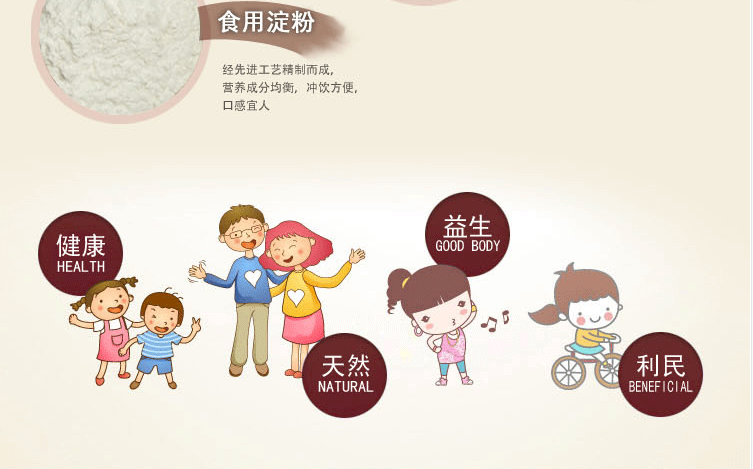 食用淀粉
经先进工艺精制而成，
营养成分均衡，冲饮方便，
口感宜人
健康
HEALTH
益生
GOOD BODY
天然
NATURAL
利民
BENEFICIAL